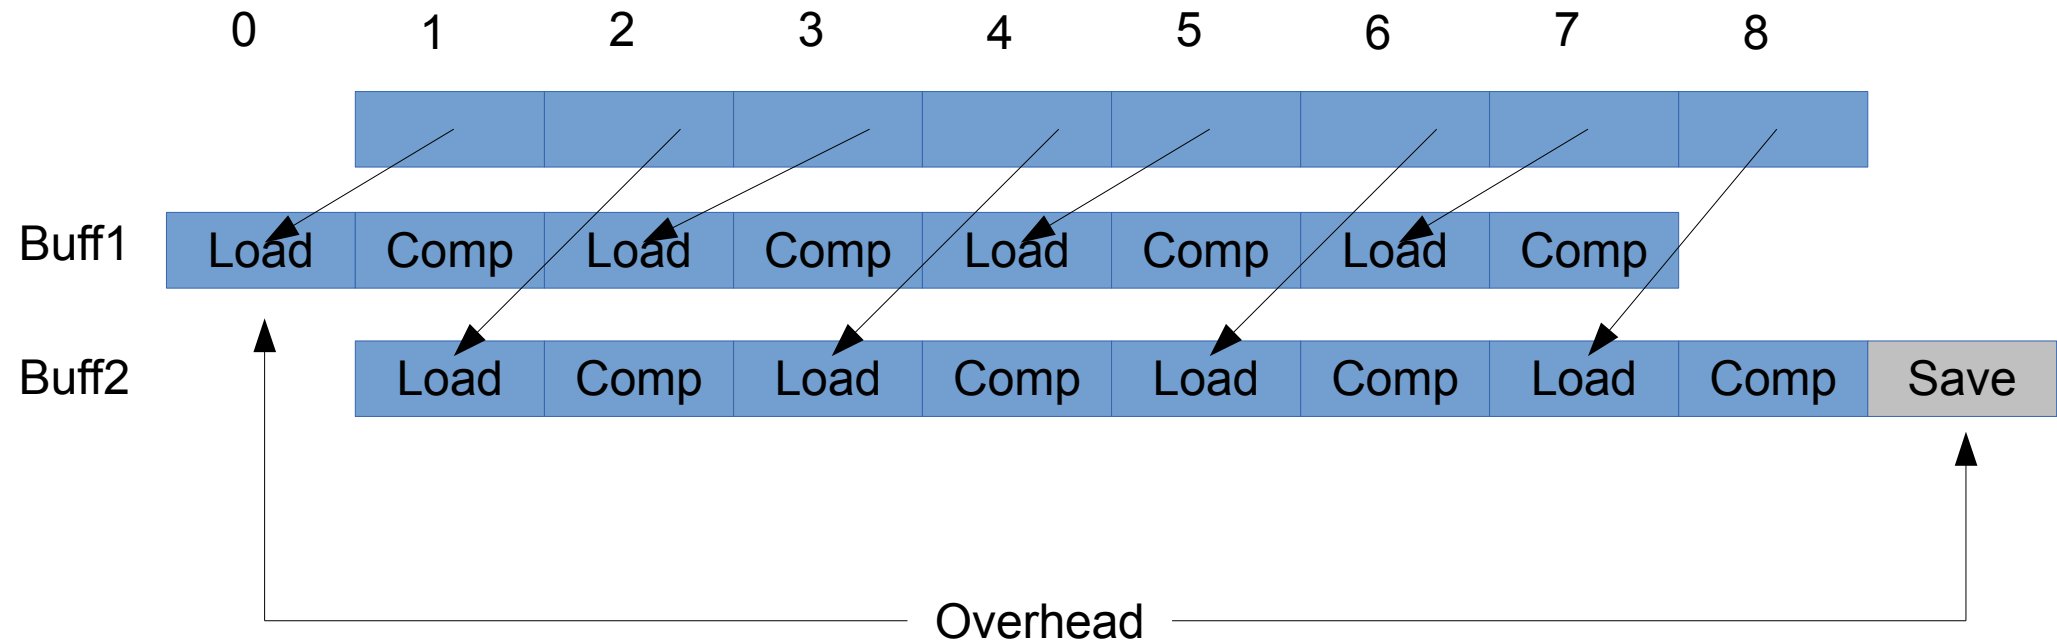 0 1 2 3 4 5 6 7 8
Buff1 Load Comp Load Comp Load Comp Load Comp
Buff2 Load Comp Load Comp Load Comp Load Comp Save
Overhead